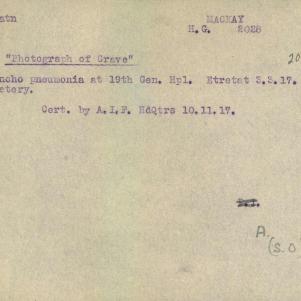 atn MACKAY
H.G. 2028
"Photograph of Grave" 20
ncho pneumonia at 19th Gen. Hpl. Etretat 3.3.17.
etery.
Cert. by A.I.F. HdQtrs 10.11.17.
A.
(S.O